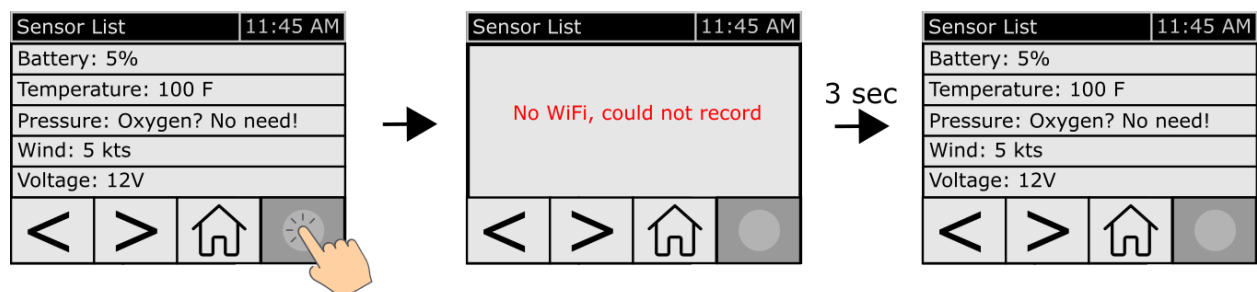 Sensor List 11:45 AM
Battery: 5%
Temperature: 100 F
Pressure: Oxygen? No need!
Wind: 5 kts
Voltage: 12V
< >
Sensor List 11:45 AM
No WiFi, could not record
< >
3 sec
Sensor List 11:45 AM
Battery: 5%
Temperature: 100 F
Pressure: Oxygen? No need!
Wind: 5 kts
Voltage: 12V
< >